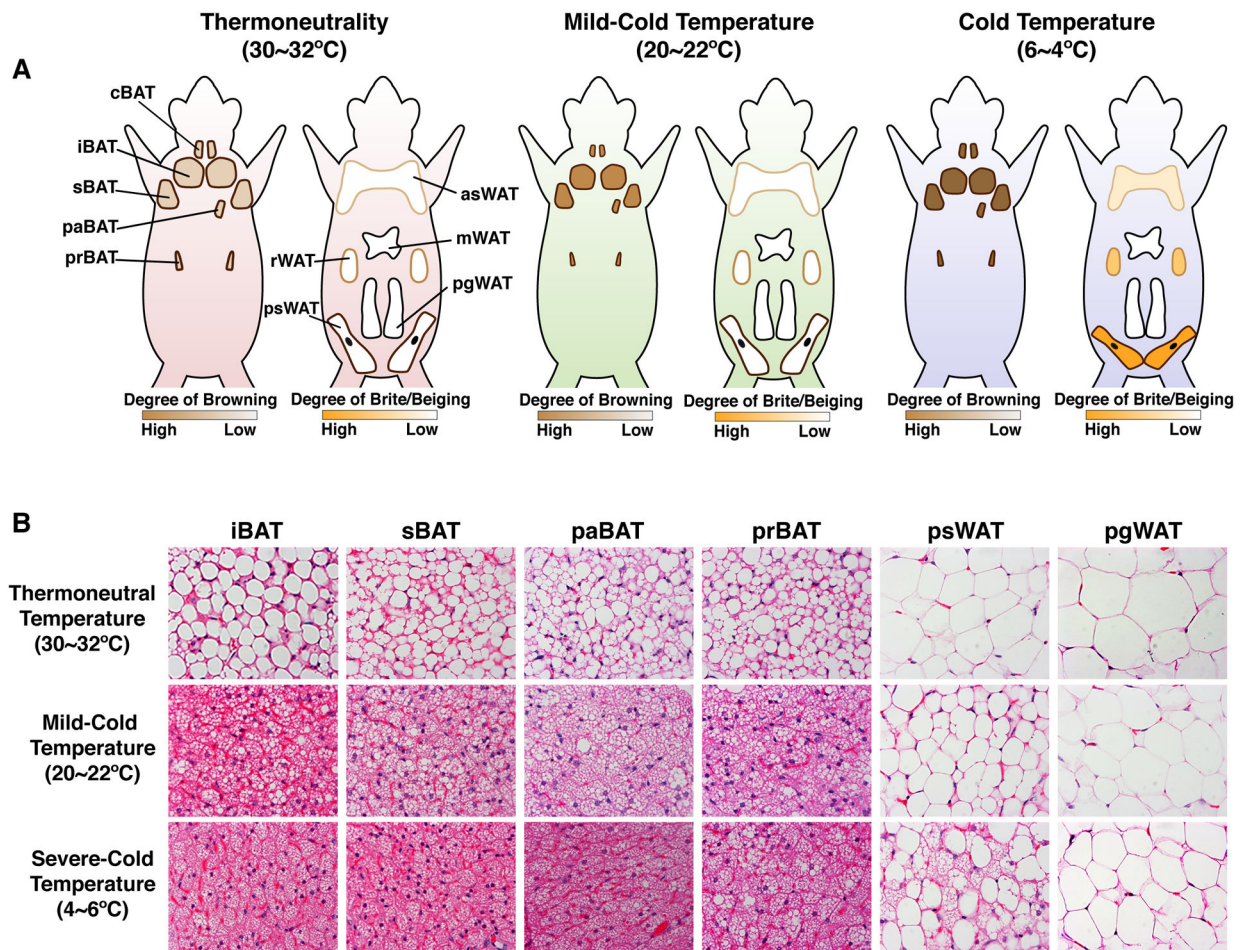 Thermoneutrality
(30~32ºC)
Mild-Cold Temperature
(20~22ºC)
Cold Temperature
(6~4ºC)
A
cBAT
iBAT
sBAT
paBAT
prBAT
asWAT
mWAT
rWAT
pgWAT
psWAT
Degree of Browning
High Low
Degree of Brite/Beiging
High Low
Degree of Browning
High Low
Degree of Brite/Beiging
High Low
Degree of Browning
High Low
Degree of Brite/Beiging
High Low
B
iBAT sBAT paBAT prBAT psWAT pgWAT
Thermoneutral
Temperature
(30~32ºC)
Mild-Cold
Temperature
(20~22ºC)
Severe-Cold
Temperature
(4~6ºC)